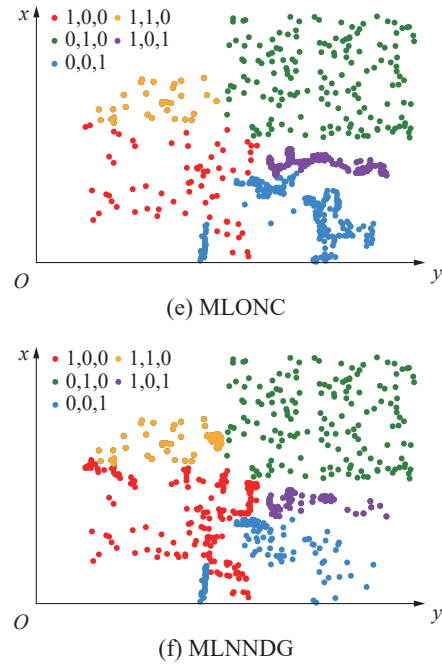 x
1,0,0 1,1,0
0,1,0 1,0,1
0,0,1
O y
(e) MLONC
x
1,0,0 1,1,0
0,1,0 1,0,1
0,0,1
O y
(f) MLNNDG